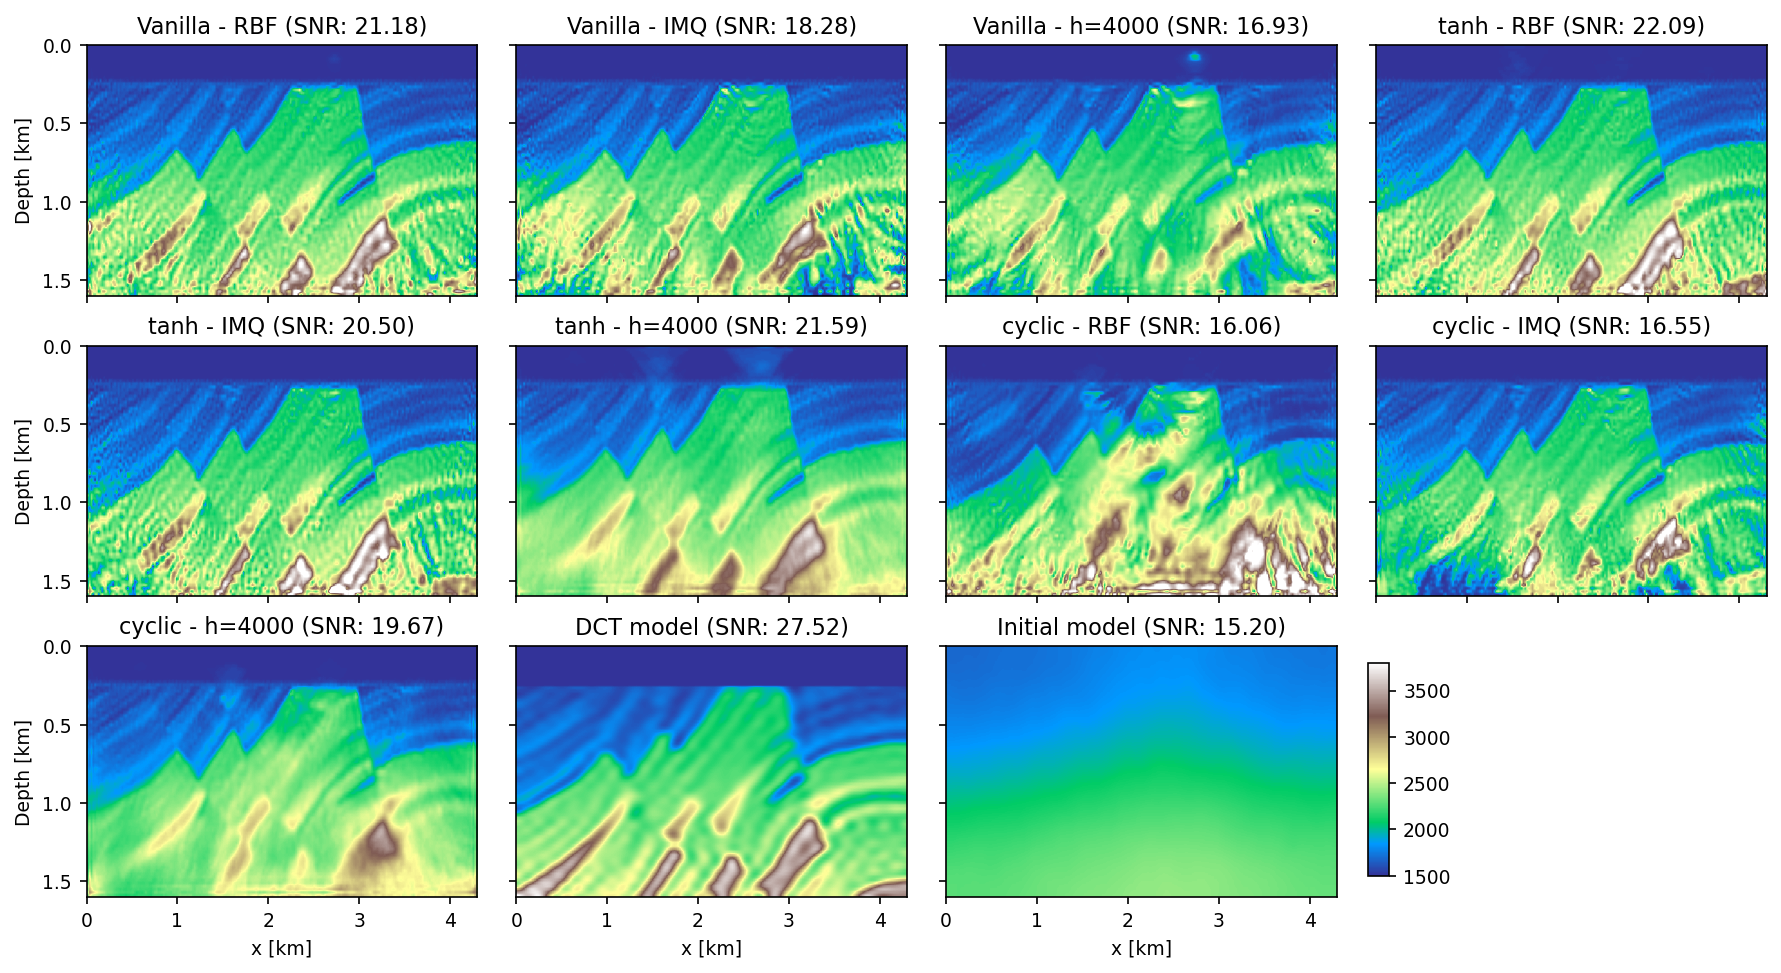 Vanilla - RBF (SNR: 21.18)
Vanilla - IMQ (SNR: 18.28)
Vanilla - h=4000 (SNR: 16.93)
tanh - RBF (SNR: 22.09)
0.0
0.5
1.0
1.5
Depth [km]
tanh - IMQ (SNR: 20.50)
tanh - h=4000 (SNR: 21.59)
cyclic - RBF (SNR: 16.06)
cyclic - IMQ (SNR: 16.55)
0.0
0.5
1.0
1.5
Depth [km]
cyclic - h=4000 (SNR: 19.67)
DCT model (SNR: 27.52)
Initial model (SNR: 15.20)
0.0
0.5
1.0
1.5
Depth [km]
0 1 2 3 4
x [km]
0 1 2 3 4
x [km]
0 1 2 3 4
x [km]
3500
3000
2500
2000
1500